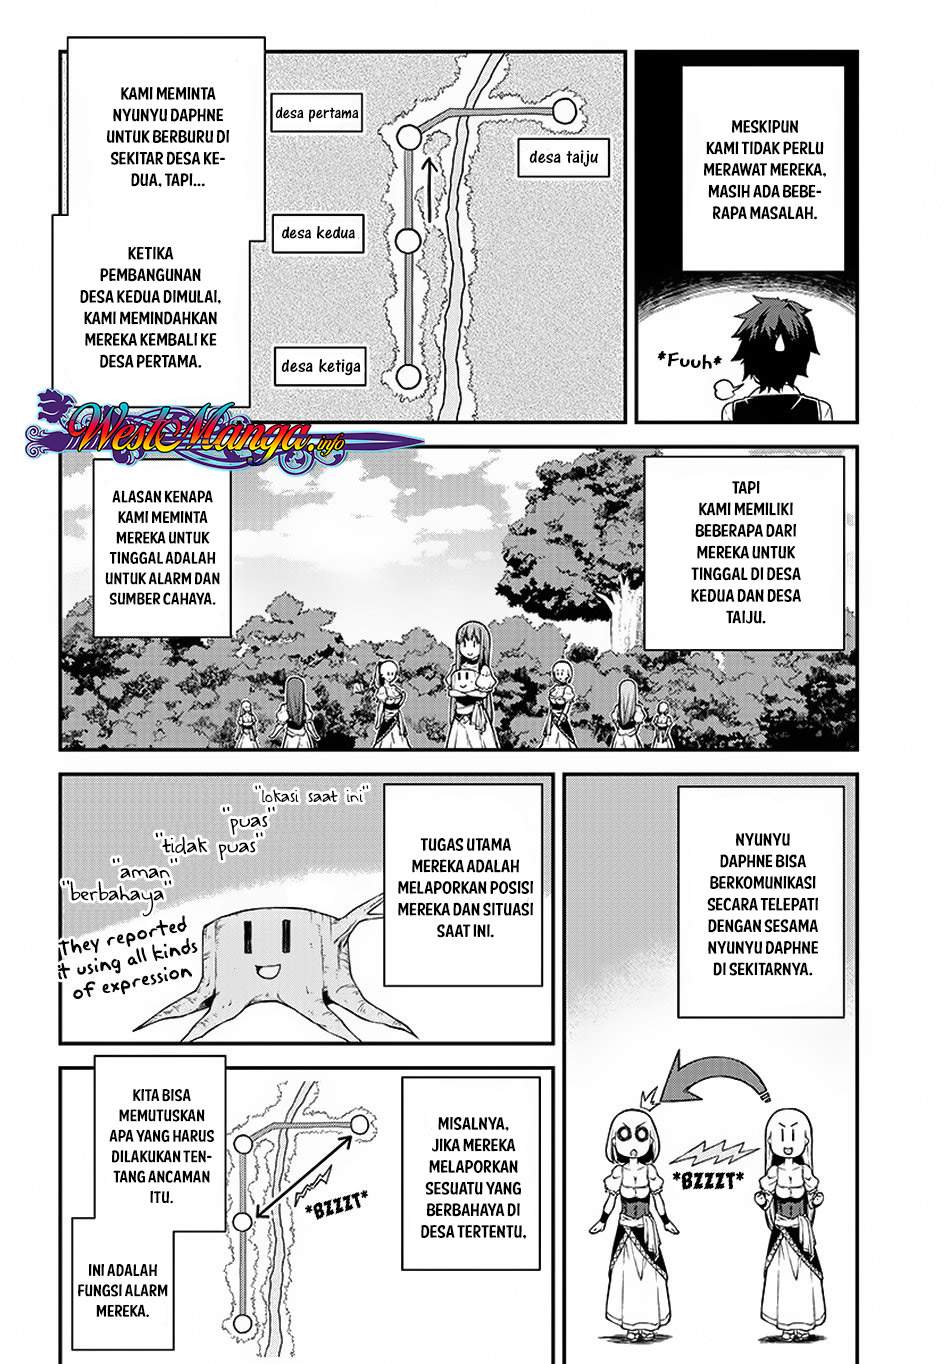 MESKIPUN
KAMI TIDAK PERLU
MERAWAT MEREKA,
MASIH ADA BEBE-
RAPA MASALAH.
*Fuuh*
KAMI MEMINTA
NYUNYU DAPHNE
UNTUK BERBURU DI
SEKITAR DESA KE-
DUA, TAPI...
desa pertama
desa taiju
desa kedua
desa ketiga
KETIKA
PEMBANGUNAN
DESA KEDUA DIMULAI,
KAMI MEMINDAHKAN
MEREKA KEMBALI KE
DESA PERTAMA.
WestManga.info
TAPI
KAMI MEMILIKI
BEBERAPA DARI
MEREKA UNTUK
TINGGAL DI DESA
KEDUA DAN DESA
TAIJU.
ALASAN KENAPA
KAMI MEMINTA
MEREKA UNTUK
TINGGAL ADALAH
UNTUK ALARM DAN
SUMBER CAHAYA.
NYUNYU
DAPHNE BISA
BERKOMUNIKASI
SECARA TELEPATI
DENGAN SESAMA
NYUNYU DAPHNE
DI SEKITARNYA.
*BZZZT*
TUGAS UTAMA
MEREKA ADALAH
MELAPORKAN POSISI
MEREKA DAN SITUASI
SAAT INI.
"lokasi saat ini"
"puas"
"tidak puas"
"aman"
"berbahaya"
They reported
it using all kinds
of expression
MISALNYA,
JIKA MEREKA
MELAPORKAN
SESUATU YANG
BERBAHAYA DI
DESA TERTENTU,
*BZZZT*
KITA BISA
MEMUTUSKAN
APA YANG HARUS
DILAKUKAN TEN-
TANG ANCAMAN
ITU.
INI ADALAH
FUNGSI ALARM
MEREKA.